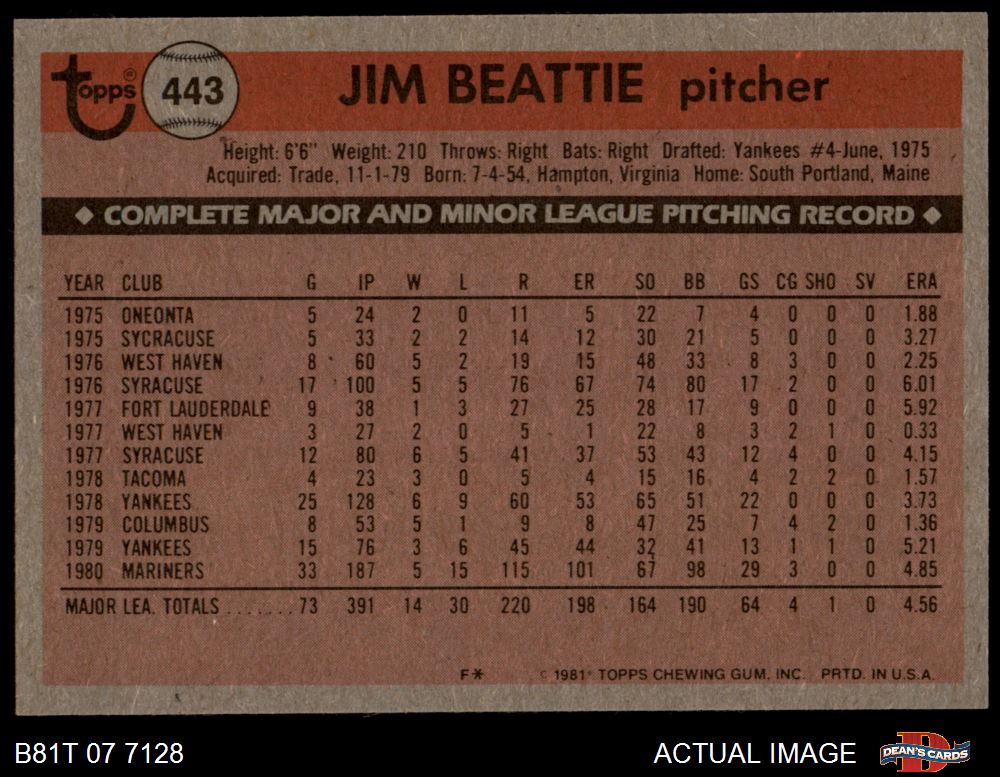 Topps® 443 JIM BEATTIE pitcher
Height: 6'6" Weight: 210 Throws: Right Bats: Right Drafted: Yankees #4-June, 1975
Acquired: Trade, 11-1-79 Born: 7-4-54, Hampton, Virginia Home: South Portland, Maine
◆ COMPLETE MAJOR AND MINOR LEAGUE PITCHING RECORD ◆
YEAR CLUB G IP W L R ER SO BB GS CG SHO SV ERA
1975 ONEONTA 5 24 2 0 11 5 22 7 4 0 0 0 1.88
1975 SYCRACUSE 5 33 2 2 14 12 30 21 5 0 0 0 3.27
1976 WEST HAVEN 8 60 5 2 19 15 48 33 8 3 0 0 2.25
1976 SYRACUSE 17 100 5 5 76 67 74 80 17 2 0 0 6.01
1977 FORT LAUDERDALE 9 38 1 3 27 25 28 17 9 0 0 0 5.92
1977 WEST HAVEN 3 27 2 0 5 1 22 8 3 2 1 0 0.33
1977 SYRACUSE 12 80 6 5 41 37 53 43 12 4 0 0 4.15
1978 TACOMA 4 23 3 0 5 4 15 16 4 2 2 0 1.57
1978 YANKEES 25 128 6 9 60 53 65 51 22 0 0 0 3.73
1979 COLUMBUS 8 53 5 1 9 8 47 25 7 4 2 0 1.36
1979 YANKEES 15 76 3 6 45 44 32 41 13 1 1 0 5.21
1980 MARINERS 33 187 5 15 115 101 67 98 29 3 0 0 4.85
MAJOR LEA. TOTALS ....... 73 391 14 30 220 198 164 190 64 4 1 0 4.56
F* © 1981* TOPPS CHEWING GUM, INC. PRTD. IN U.S.A.
B81T 07 7128 ACTUAL IMAGE DEAN'S CARDS